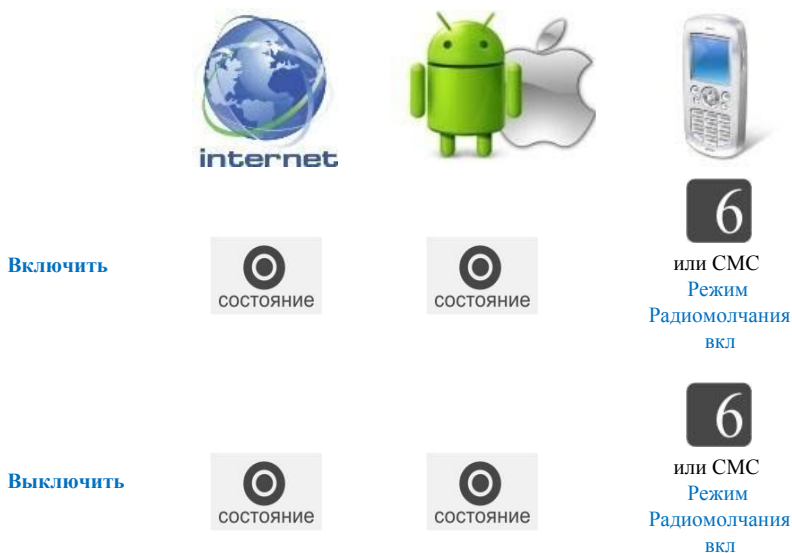 internet
6
Включить
состояние
состояние
или СМС
Режим
Радиомолчания
вкл
6
Выключить
состояние
состояние
или СМС
Режим
Радиомолчания
вкл